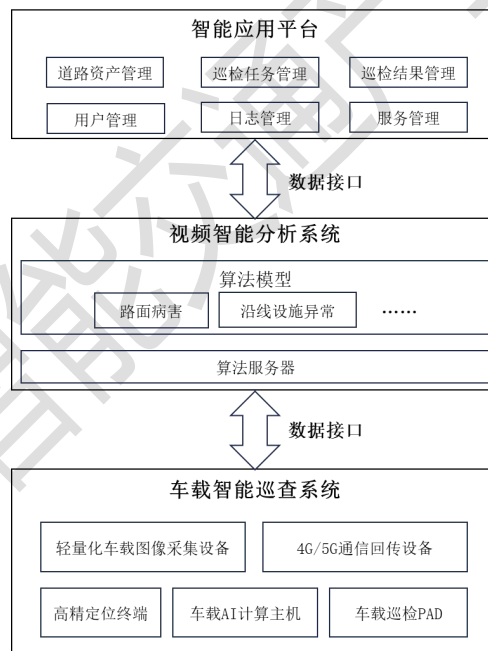 智能应用平台
道路资产管理 巡检任务管理 巡检结果管理
用户管理 日志管理 服务管理
数据接口
视频智能分析系统
算法模型
路面病害 沿线设施异常 ……
算法服务器
数据接口
车载智能巡查系统
轻量化车载图像采集设备 4G/5G通信回传设备
高精定位终端 车载AI计算主机 车载巡检PAD
智能交通产